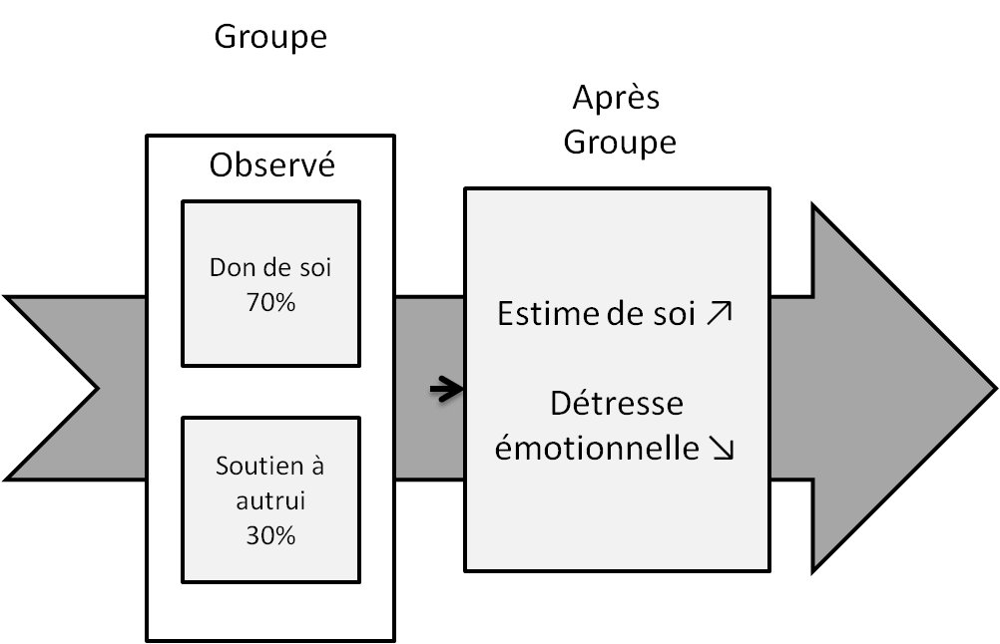 Groupe
Observé
Don de soi
70%
Soutien à
autrui
30%
Après
Groupe
Estime de soi ↗
Détresse
émotionnelle ↘